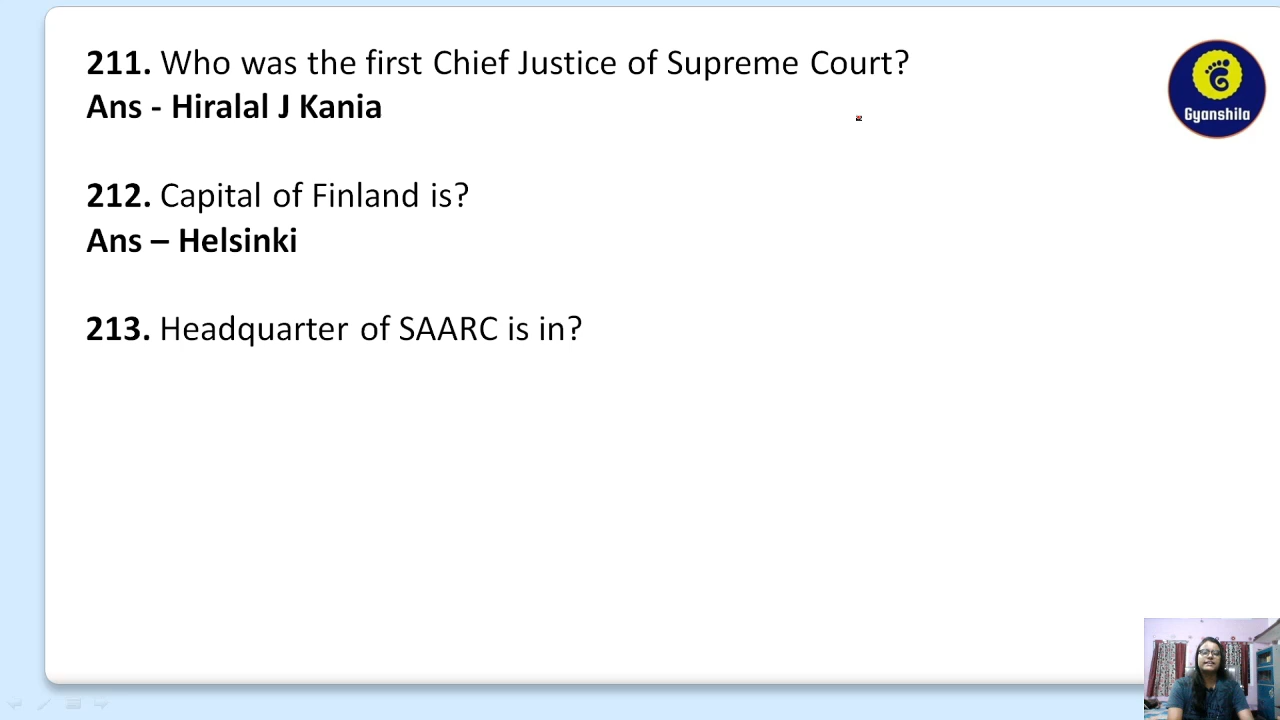 211. Who was the first Chief Justice of Supreme Court?
Ans - Hiralal J Kania
Gyanshila
212. Capital of Finland is?
Ans – Helsinki
213. Headquarter of SAARC is in?